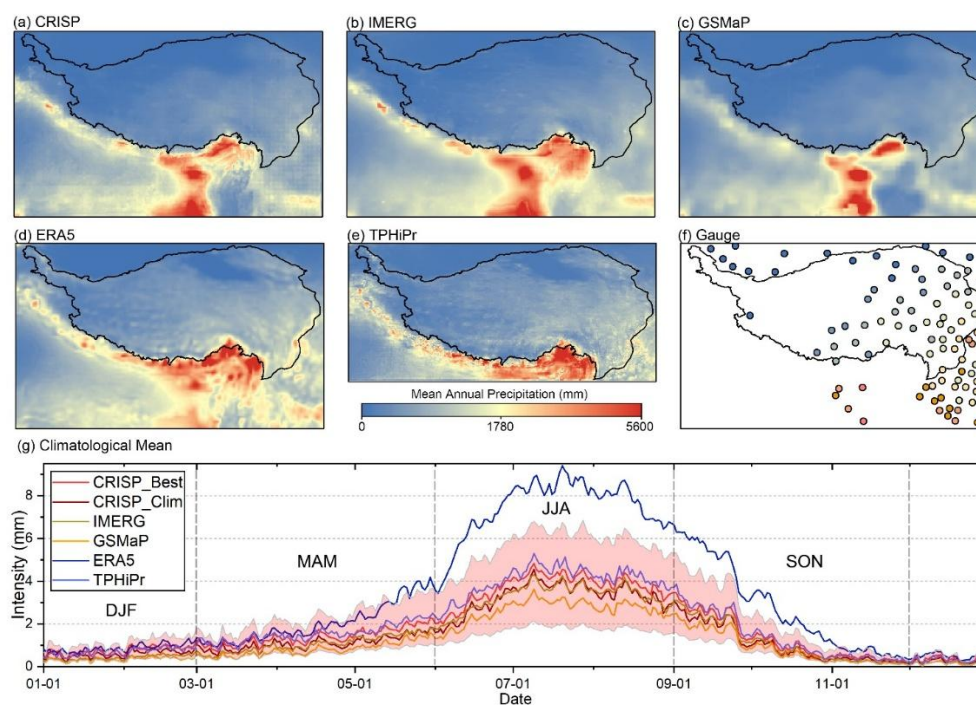 (a) CRISP
(b) IMERG
(c) GSMaP
(d) ERA5
(e) TPHiPr
(f) Gauge
Mean Annual Precipitation (mm)
0 1780 5600
(g) Climatological Mean
CRISP_Best
CRISP_Clim
IMERG
GSMaP
ERA5
TPHiPr
DJF
MAM
JJA
SON
Intensity (mm)
8
6
4
2
0
01-01 03-01 05-01 07-01 09-01 11-01
Date